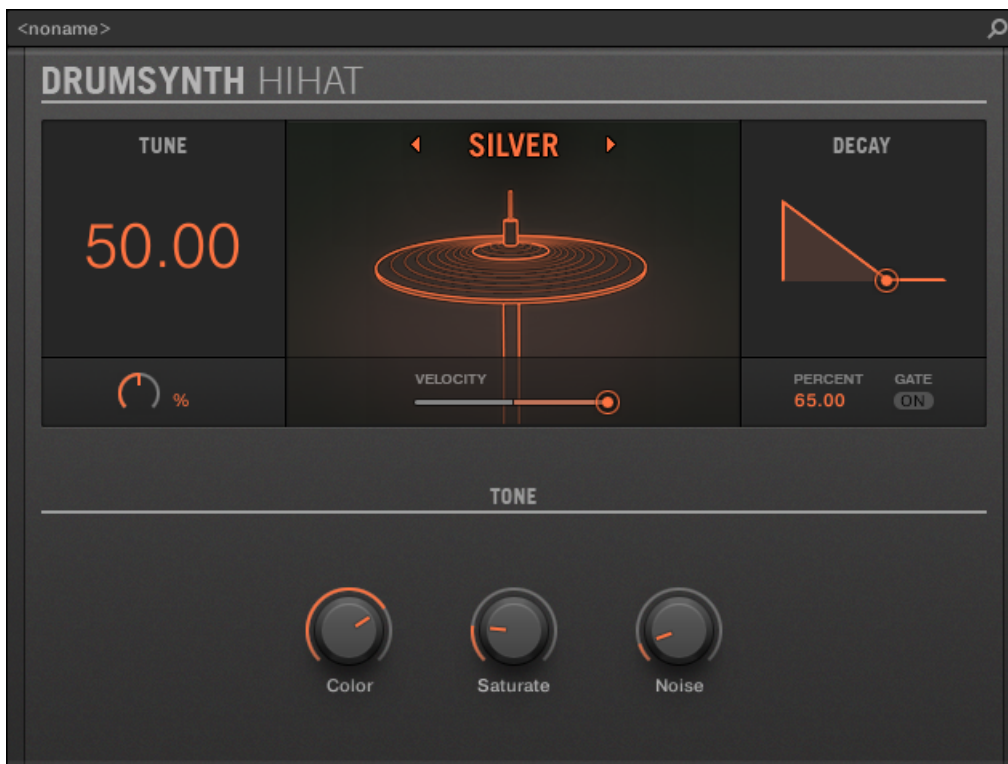 <noname>
DRUMSYNTH HIHAT
TUNE
SILVER
DECAY
50.00
%
VELOCITY
PERCENT
GATE
65.00
ON
TONE
Color
Saturate
Noise